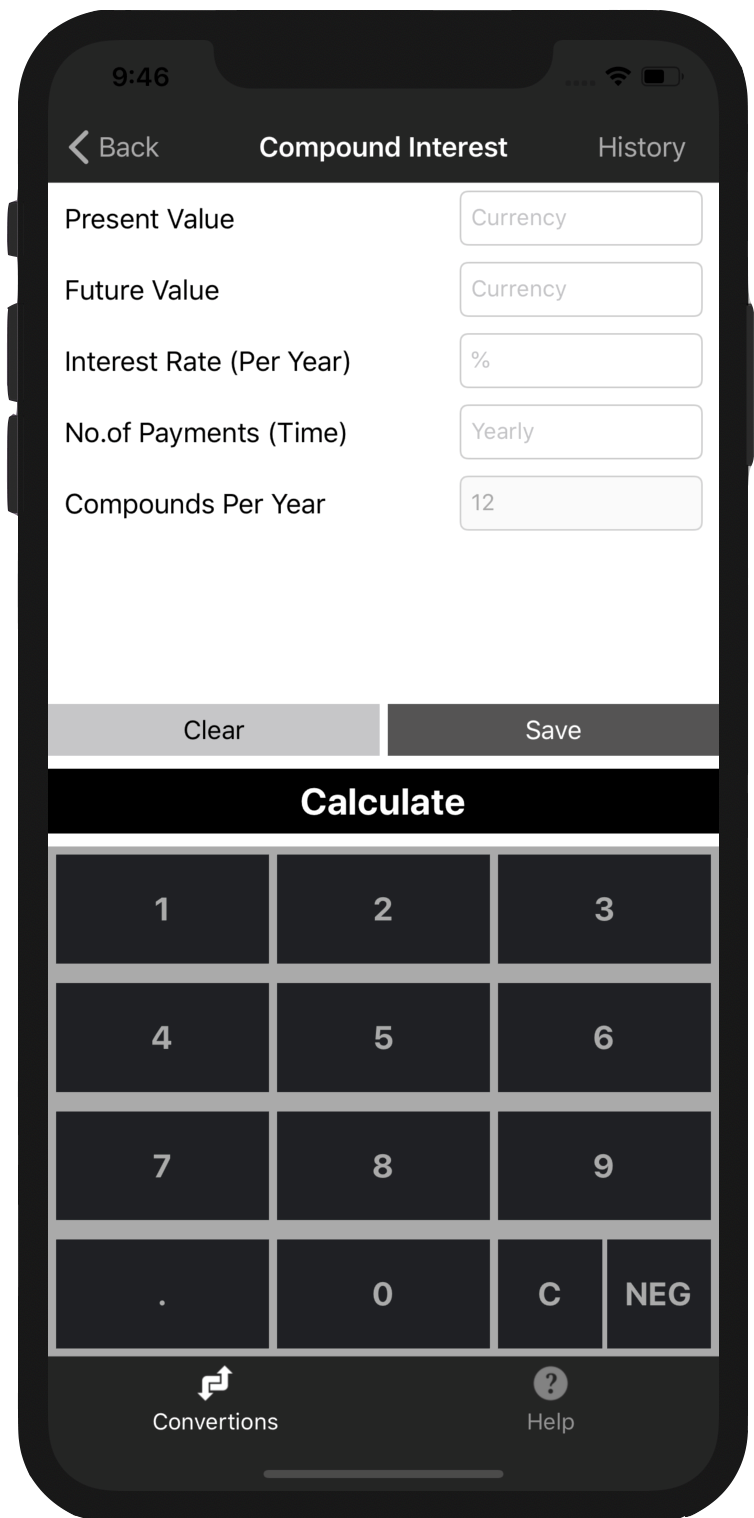 9:46
Back Compound Interest History
Present Value Currency
Future Value Currency
Interest Rate (Per Year) %
No.of Payments (Time) Yearly
Compounds Per Year 12
Clear Save
Calculate
1 2 3
4 5 6
7 8 9
. 0 C NEG
Convertions Help